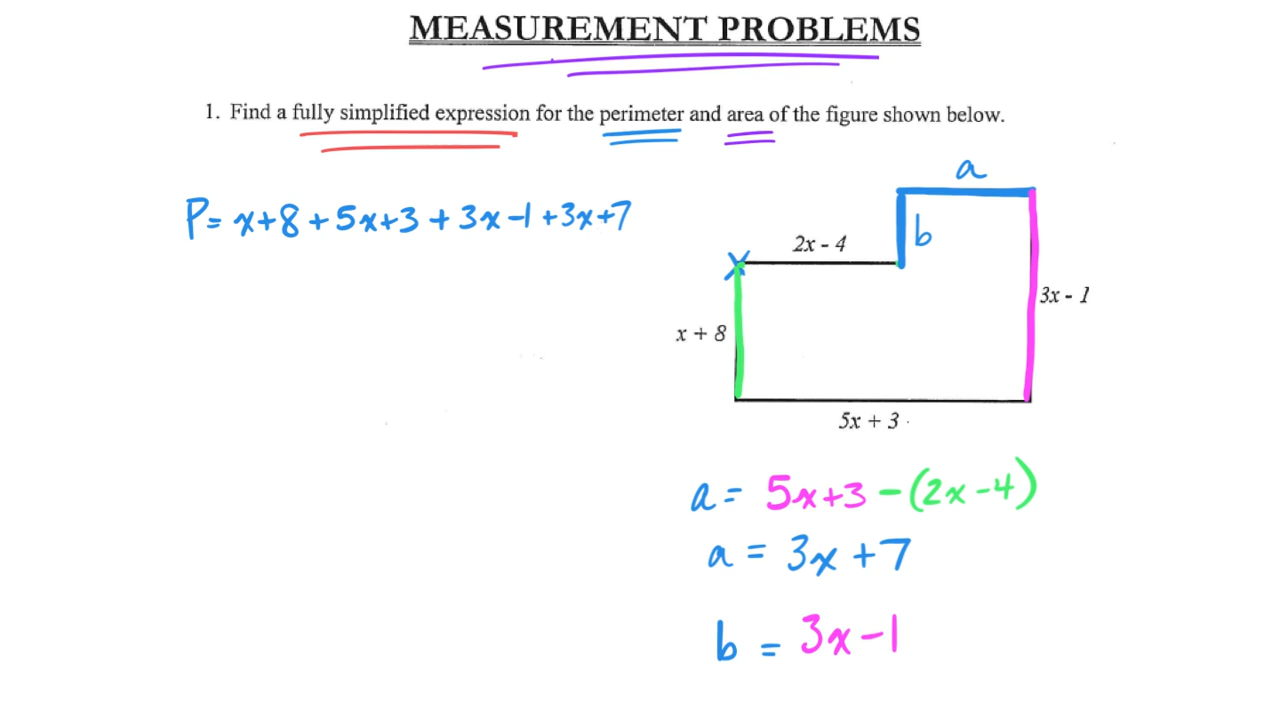 MEASUREMENT PROBLEMS
1. Find a fully simplified expression for the perimeter and area of the figure shown below.
a
P= x+8+5x+3+3x-1+3x+7
b
2x - 4
3x - 1
x + 8
5x + 3
a = 5x+3-(2x-4)
a = 3x+7
b = 3x-1